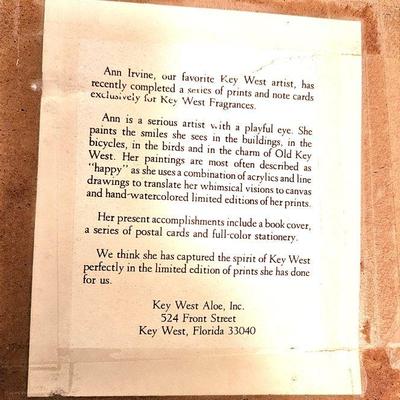 Ann Irvine, our favorite Key West artist, has
recently completed a series of prints and note cards
exclusively for Key West Fragrances.
Ann is a serious artist with a playful eye. She
paints the smiles she sees in the buildings, in the
bicycles, in the birds and in the charm of Old Key
West. Her paintings are most often described as
"happy" as she uses a combination of acrylics and line
drawings to translate her whimsical visions to canvas
and hand-watercolored limited editions of her prints.
Her present accomplishments include a book cover,
a series of postal cards and full-color stationery.
We think she has captured the spirit of Key West
perfectly in the limited edition of prints she has done
for us.
Key West Aloe, Inc.
524 Front Street
Key West, Florida 33040